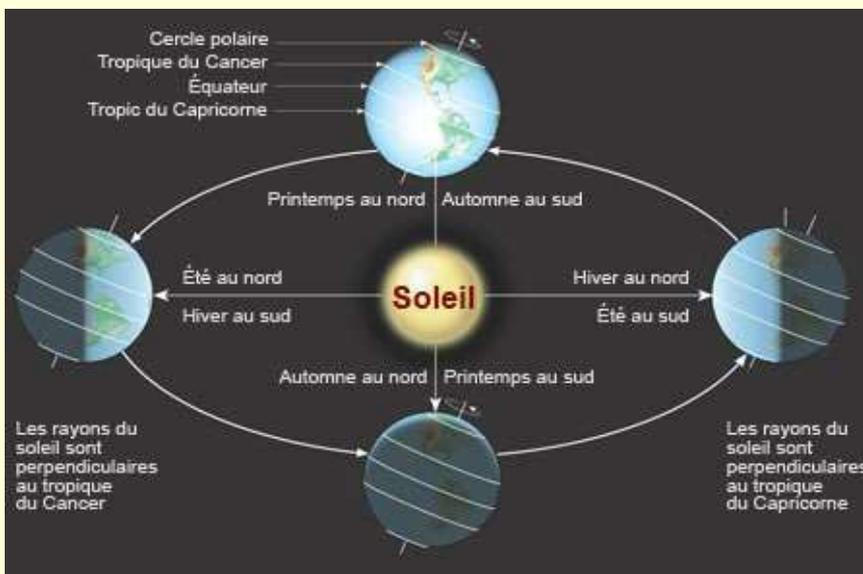 Cercle polaire
Tropique du Cancer
Équateur
Tropic du Capricorne
Printemps au nord
Automne au sud
Été au nord
Hiver au sud
Soleil
Hiver au nord
Été au sud
Automne au nord
Printemps au sud
Les rayons du
soleil sont
perpendiculaires
au tropique
du Cancer
Les rayons du
soleil sont
perpendiculaires
au tropique
du Capricorne